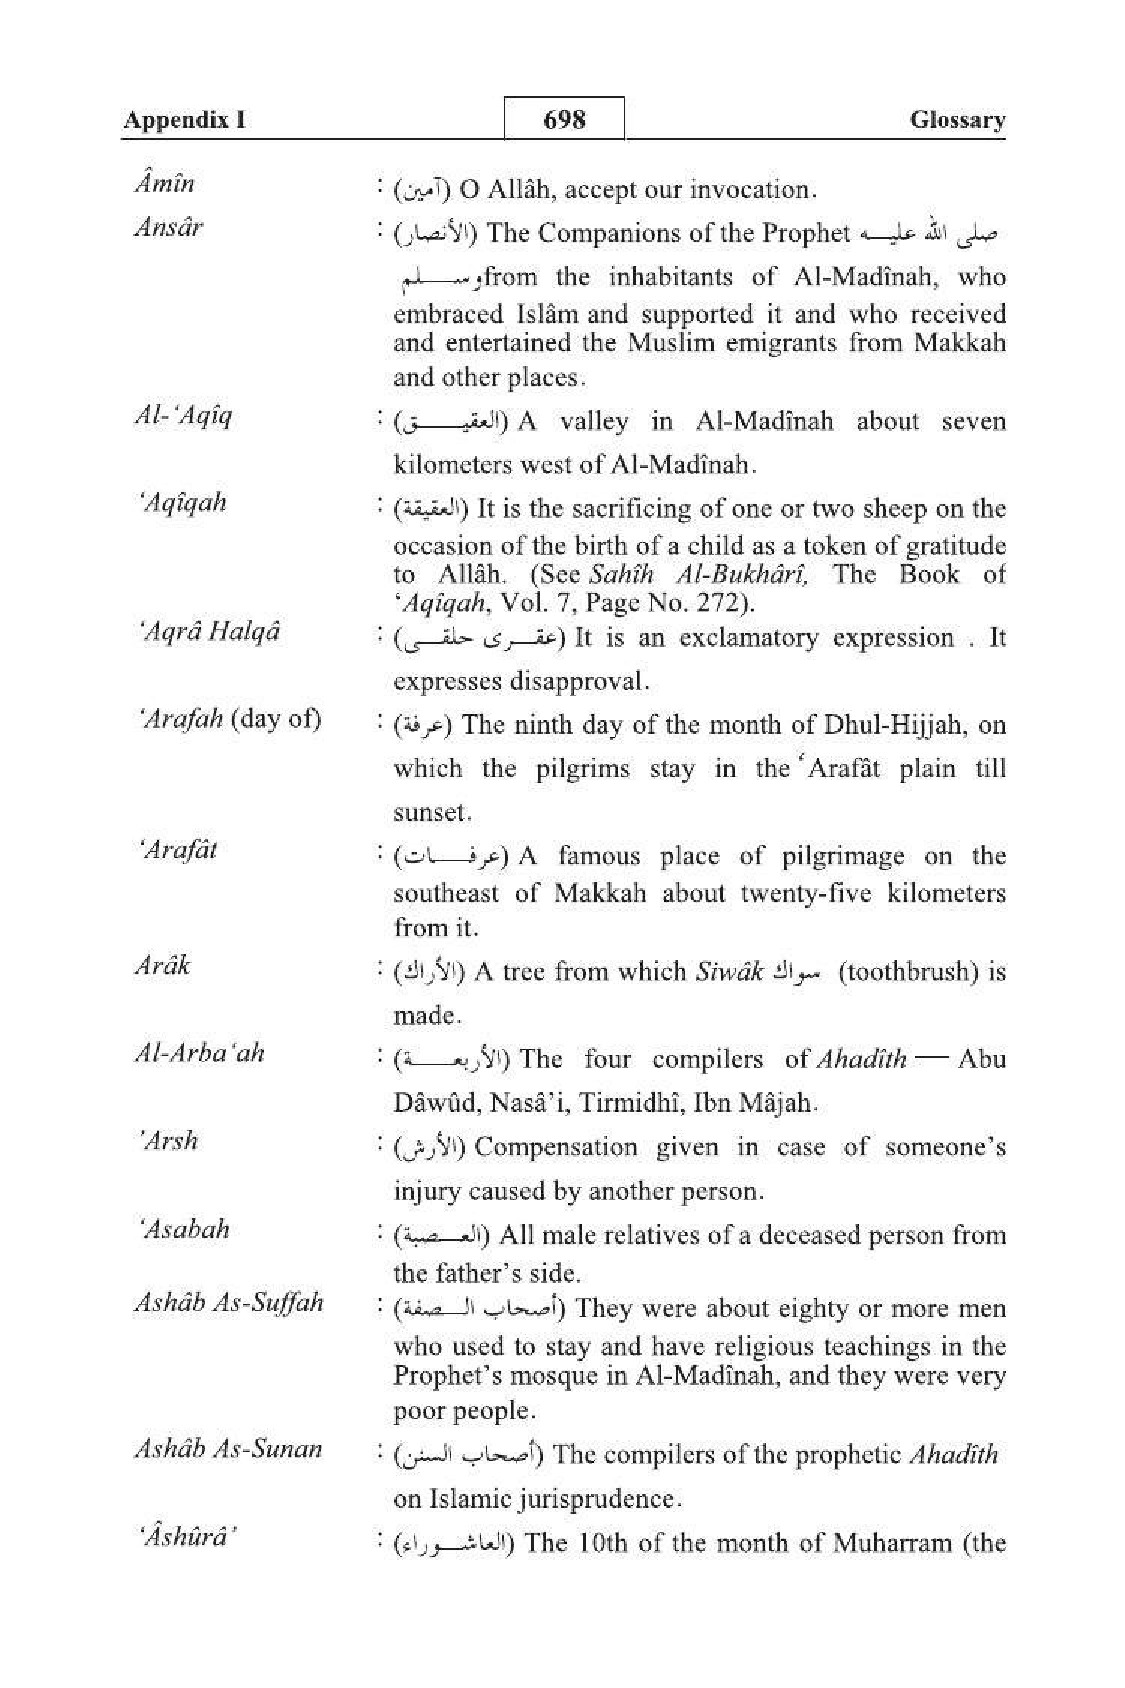 Appendix I 698 Glossary
Âmîn : (آمين) O Allâh, accept our invocation.
Ansâr : (الأنصار) The Companions of the Prophet صلى الله عليـــه
وســـلم from the inhabitants of Al-Madînah, who
embraced Islâm and supported it and who received
and entertained the Muslim emigrants from Makkah
and other places.
Al-‘Aqîq : (العقيـــق) A valley in Al-Madînah about seven
kilometers west of Al-Madînah.
‘Aqîqah : (العقيقة) It is the sacrificing of one or two sheep on the
occasion of the birth of a child as a token of gratitude
to Allâh. (See Sahîh Al-Bukhârî, The Book of
‘Aqîqah, Vol. 7, Page No. 272).
‘Aqrâ Halqâ : (عقـــرى حلقـــى) It is an exclamatory expression . It
expresses disapproval.
‘Arafah (day of) : (عرفة) The ninth day of the month of Dhul-Hijjah, on
which the pilgrims stay in the ‘Arafât plain till
sunset.
‘Arafât : (عرفـــات) A famous place of pilgrimage on the
southeast of Makkah about twenty-five kilometers
from it.
Arâk : (الأراك) A tree from which Siwâk سواك (toothbrush) is
made.
Al-Arba‘ah : (الأربعـــة) The four compilers of Ahadîth — Abu
Dâwûd, Nasâ’i, Tirmidhî, Ibn Mâjah.
’Arsh : (الأرش) Compensation given in case of someone’s
injury caused by another person.
‘Asabah : (العـــصبة) All male relatives of a deceased person from
the father’s side.
Ashâb As-Suffah : (أصحاب الـــصفة) They were about eighty or more men
who used to stay and have religious teachings in the
Prophet’s mosque in Al-Madînah, and they were very
poor people.
Ashâb As-Sunan : (أصحاب السنن) The compilers of the prophetic Ahadîth
on Islamic jurisprudence.
‘Âshûrâ’ : (العاشـــوراء) The 10th of the month of Muharram (the